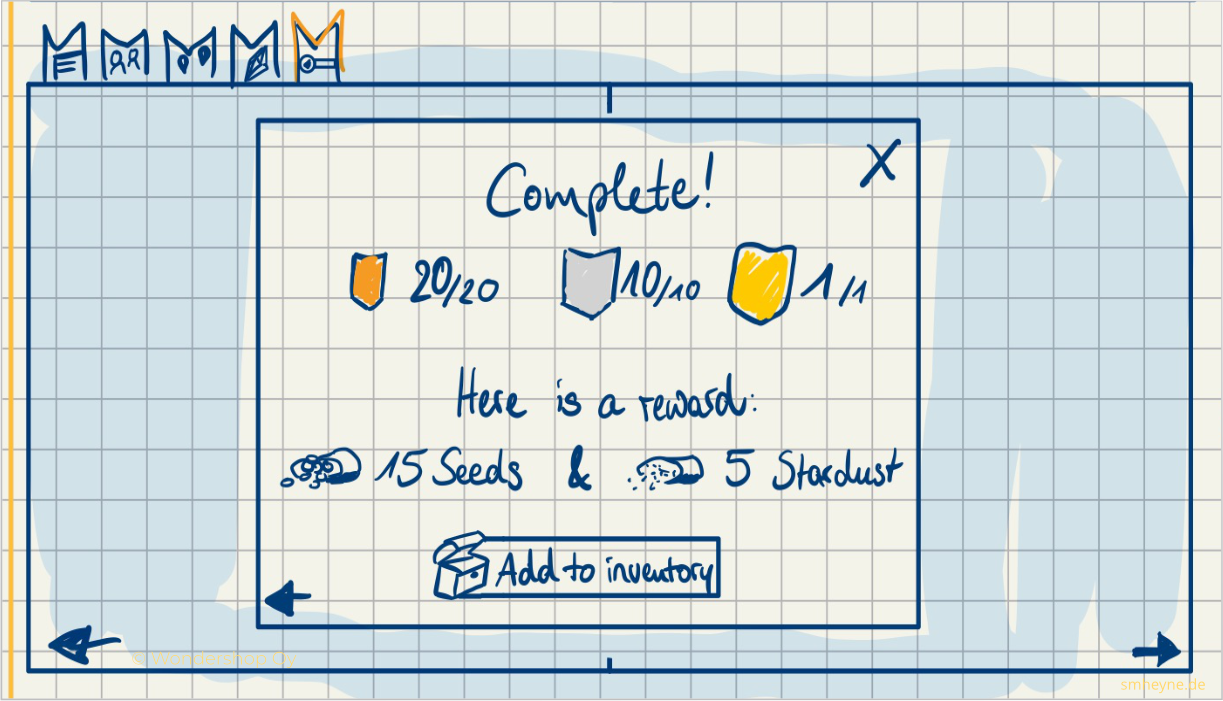 Complete!
20/20 10/10 1/1
Here is a reward:
15 Seeds & 5 Stardust
Add to inventory
X
smheyne.de